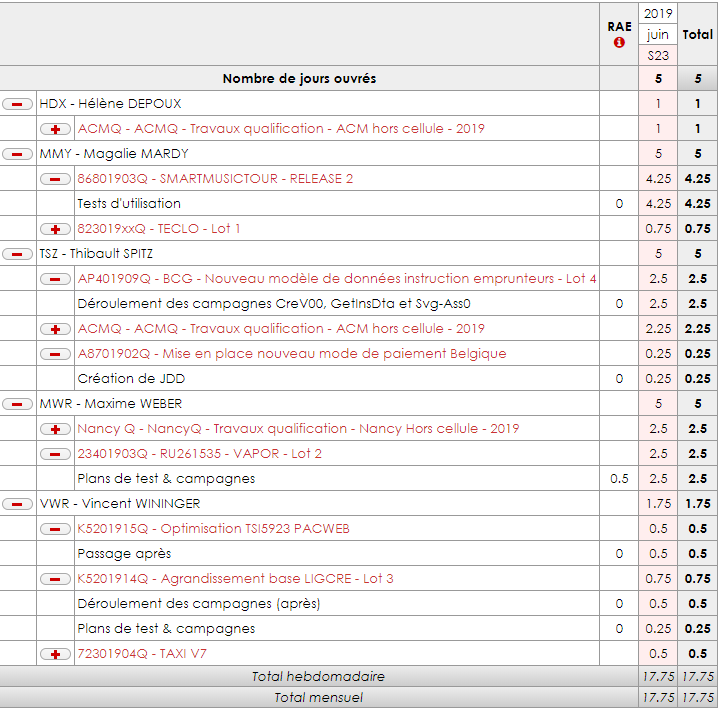 2019
RAE juin Total
S23
Nombre de jours ouvrés 5 5
HDX - Hélène DEPOUX 1 1
ACMQ - ACMQ - Travaux qualification - ACM hors cellule - 2019 1 1
MMY - Magalie MARDY 5 5
86801903Q - SMARTMUSICTOUR - RELEASE 2 4.25 4.25
Tests d'utilisation 0 4.25 4.25
823019xxQ - TECLO - Lot 1 0.75 0.75
TSZ - Thibault SPITZ 5 5
AP401909Q - BCG - Nouveau modèle de données instruction emprunteurs - Lot 4 2.5 2.5
Déroulement des campagnes CreV00, GetInsDta et Svg-Ass0 0 2.5 2.5
ACMQ - ACMQ - Travaux qualification - ACM hors cellule - 2019 2.25 2.25
A8701902Q - Mise en place nouveau mode de paiement Belgique 0.25 0.25
Création de JDD 0 0.25 0.25
MWR - Maxime WEBER 5 5
Nancy Q - NancyQ - Travaux qualification - Nancy Hors cellule - 2019 2.5 2.5
23401903Q - RU261535 - VAPOR - Lot 2 2.5 2.5
Plans de test & campagnes 0.5 2.5 2.5
VWR - Vincent WININGER 1.75 1.75
K5201915Q - Optimisation TSI5923 PACWEB 0.5 0.5
Passage après 0 0.5 0.5
K5201914Q - Agrandissement base LIGCRE - Lot 3 0.75 0.75
Déroulement des campagnes (après) 0 0.5 0.5
Plans de test & campagnes 0 0.25 0.25
72301904Q - TAXI V7 0.5 0.5
Total hebdomadaire 17.75 17.75
Total mensuel 17.75 17.75